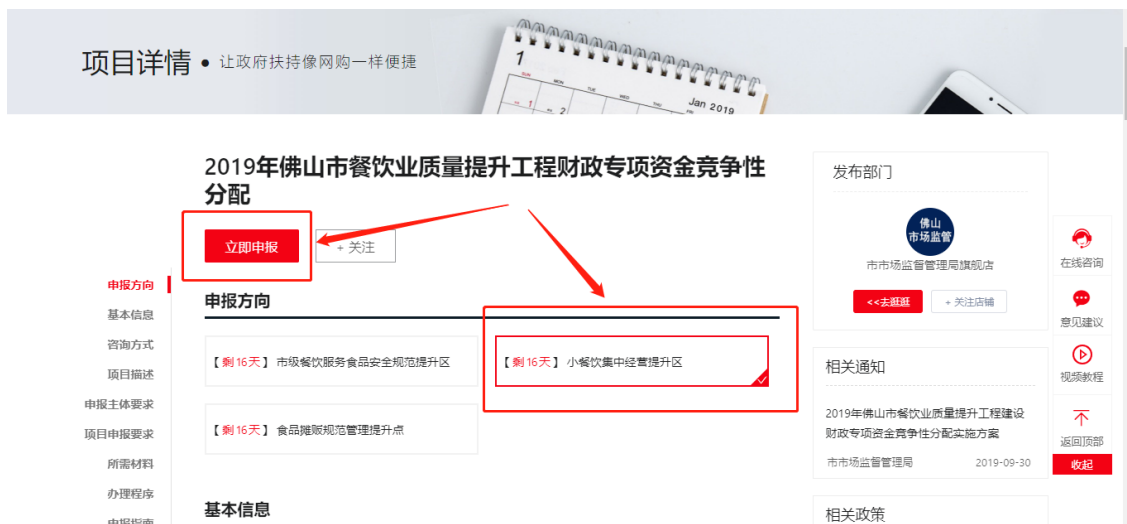 项目详情 • 让政府扶持像网购一样便捷
1
Jan 2019
1
2
2019年佛山市餐饮业质量提升工程财政专项资金竞争性
分配
立即申报
+ 关注
申报方向
基本信息
咨询方式
项目描述
申报主体要求
项目申报要求
所需材料
办理程序
申报指南
申报方向
【剩16天】 市级餐饮服务食品安全规范提升区
【剩16天】 小餐饮集中经营提升区
【剩16天】 食品摊贩规范管理提升点
基本信息
发布部门
佛山
市场监管
市市场监督管理局旗舰店
<<去逛逛
+ 关注店铺
相关通知
2019年佛山市餐饮业质量提升工程建设
财政专项资金竞争性分配实施方案
市市场监督管理局 2019-09-30
相关政策
在线咨询
意见建议
视频教程
返回顶部
收起